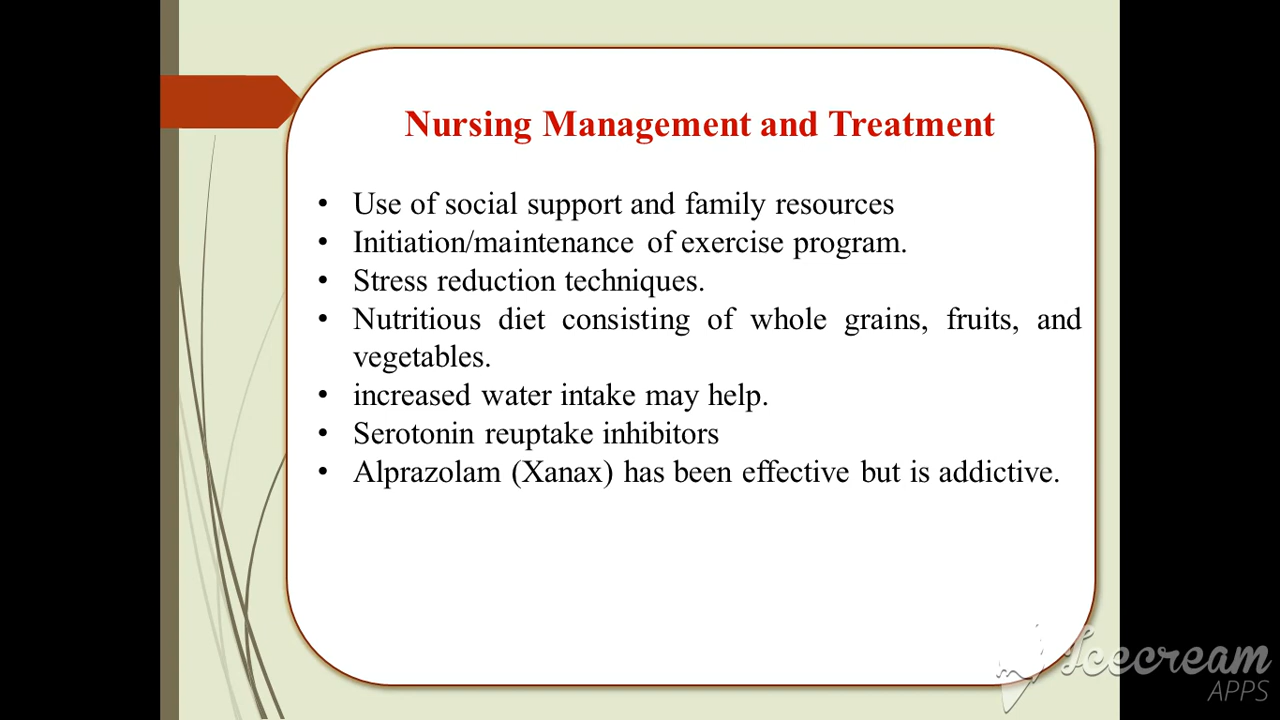 Nursing Management and Treatment
• Use of social support and family resources
• Initiation/maintenance of exercise program.
• Stress reduction techniques.
• Nutritious diet consisting of whole grains, fruits, and
vegetables.
• increased water intake may help.
• Serotonin reuptake inhibitors
• Alprazolam (Xanax) has been effective but is addictive.
Icecream
APPS